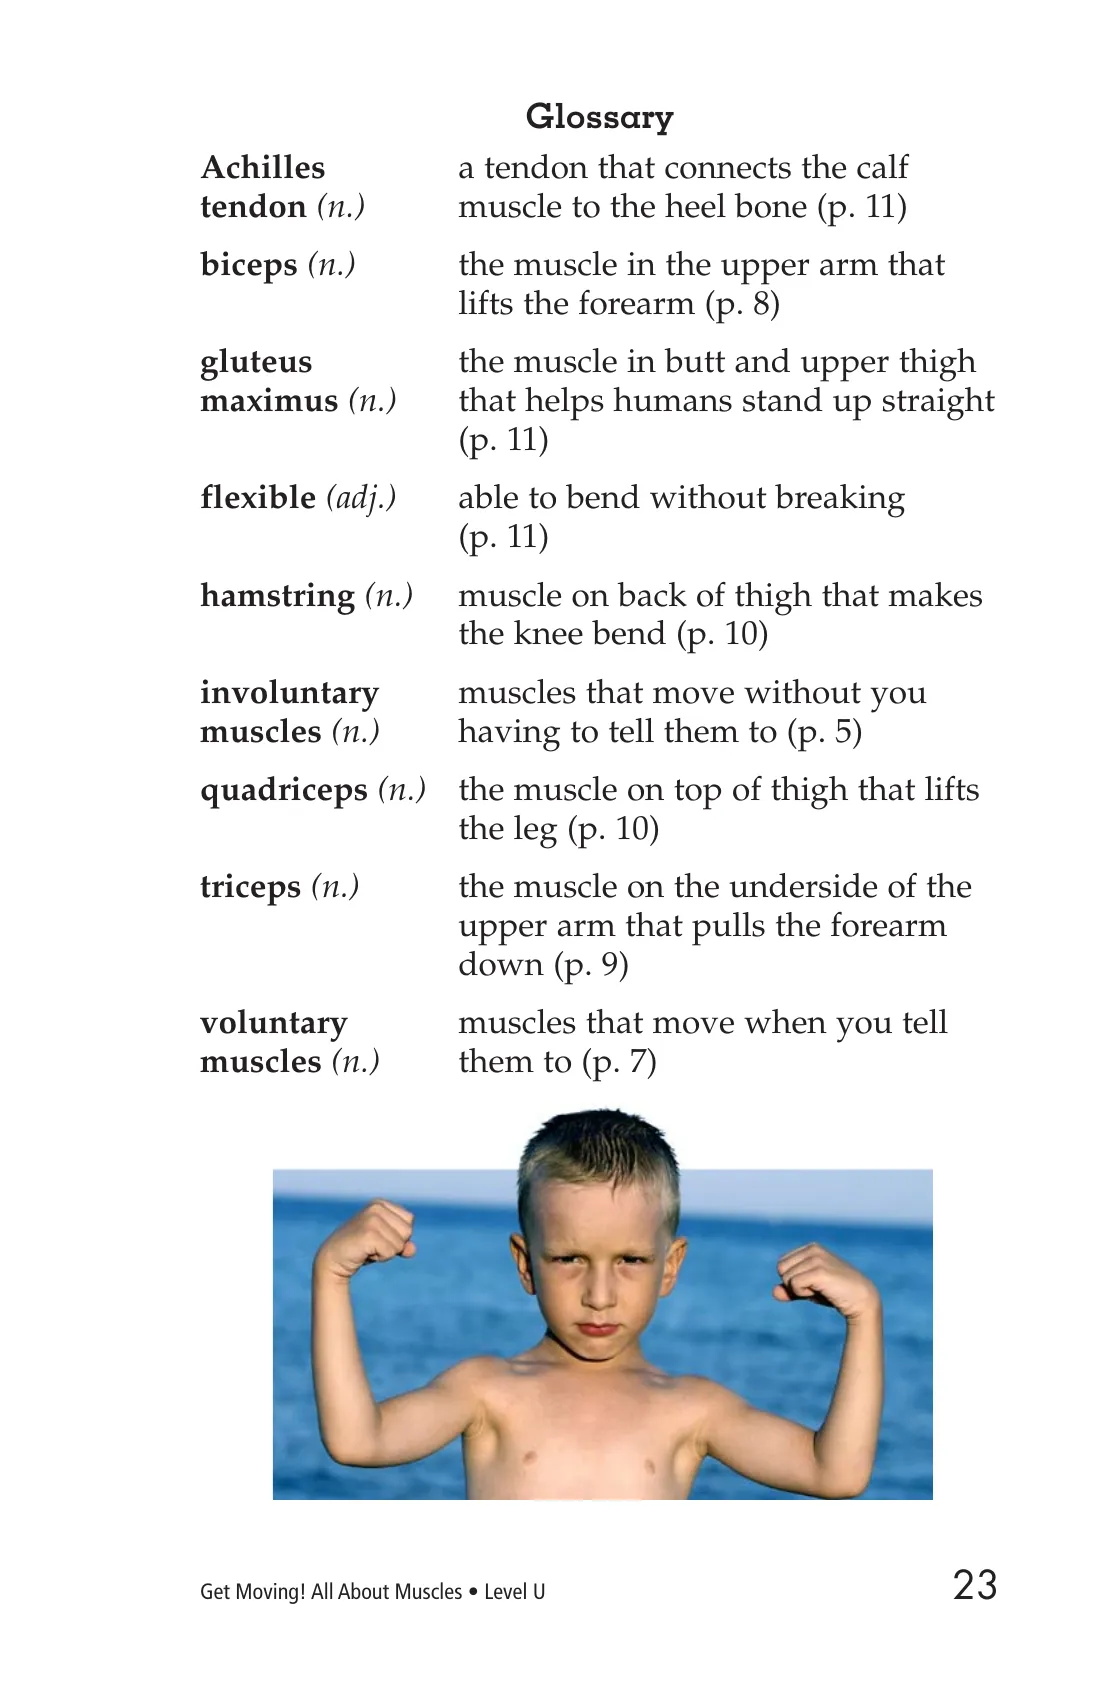 Glossary
Achilles a tendon that connects the calf
tendon (n.) muscle to the heel bone (p. 11)
biceps (n.) the muscle in the upper arm that
lifts the forearm (p. 8)
gluteus the muscle in butt and upper thigh
maximus (n.) that helps humans stand up straight
(p. 11)
flexible (adj.) able to bend without breaking
(p. 11)
hamstring (n.) muscle on back of thigh that makes
the knee bend (p. 10)
involuntary muscles that move without you
muscles (n.) having to tell them to (p. 5)
quadriceps (n.) the muscle on top of thigh that lifts
the leg (p. 10)
triceps (n.) the muscle on the underside of the
upper arm that pulls the forearm
down (p. 9)
voluntary muscles that move when you tell
muscles (n.) them to (p. 7)
Get Moving! All About Muscles • Level U 23